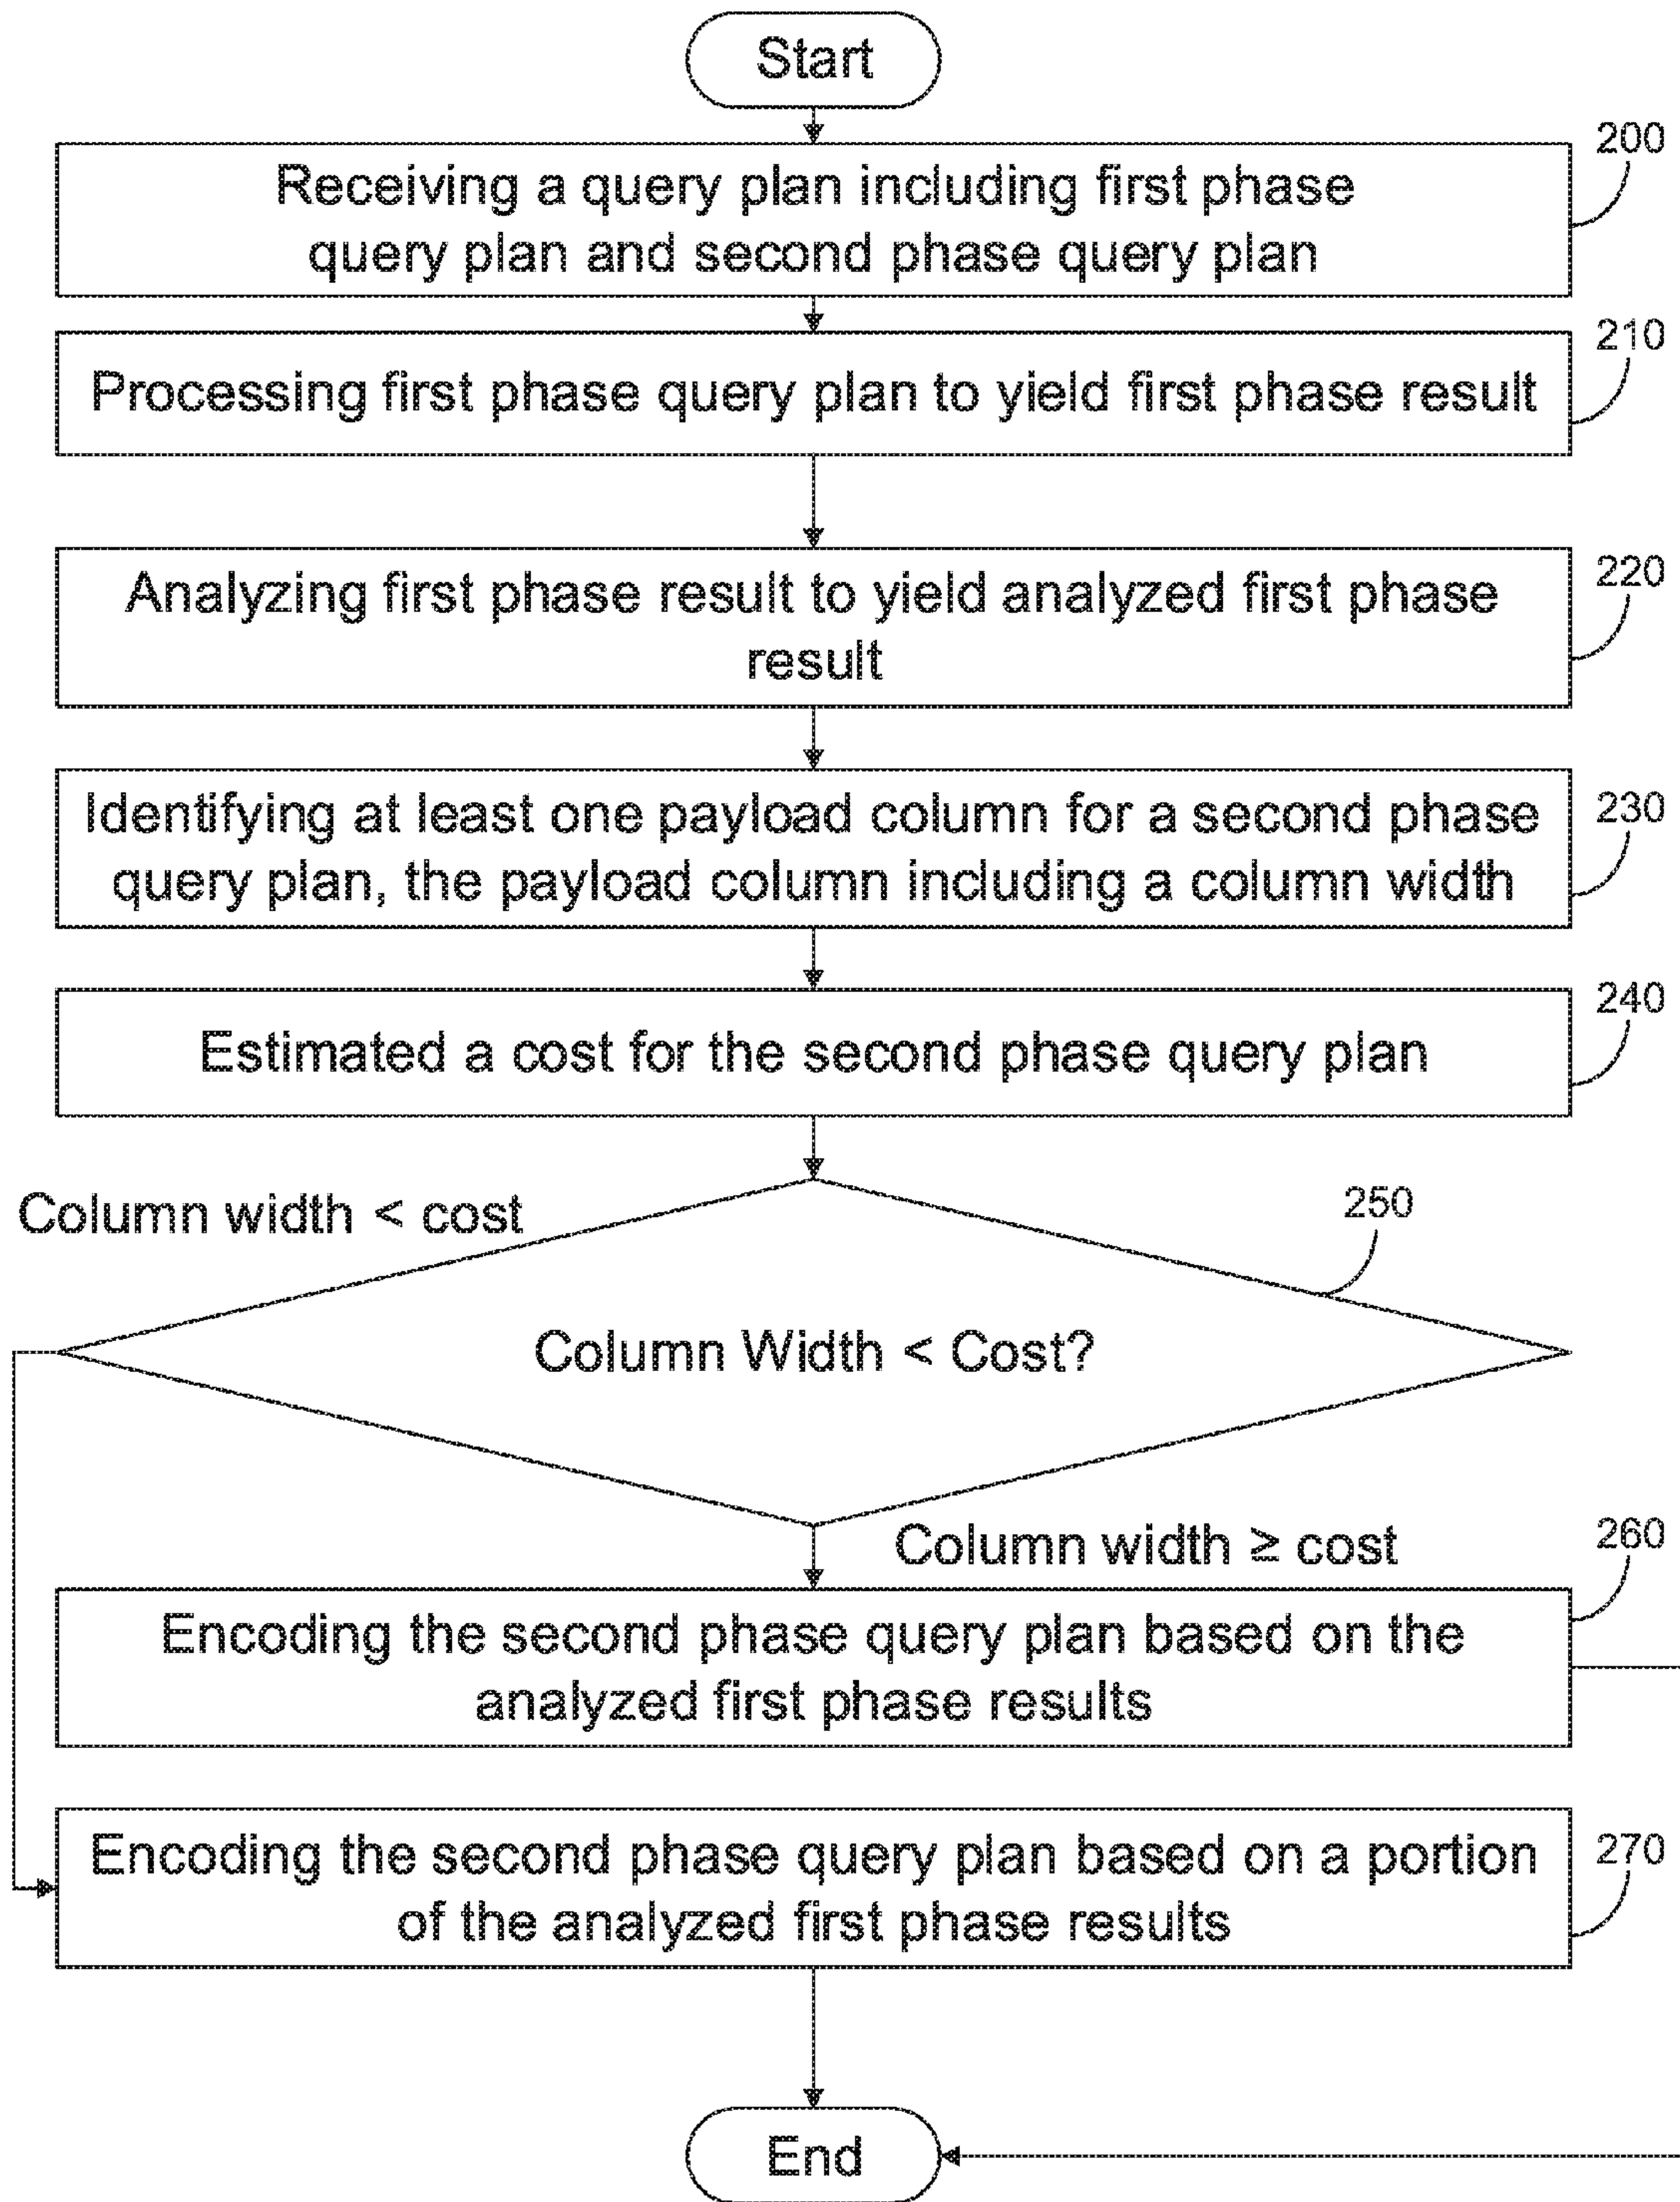 Start
200
Receiving a query plan including first phase
query plan and second phase query plan
210
Processing first phase query plan to yield first phase result
220
Analyzing first phase result to yield analyzed first phase
result
230
Identifying at least one payload column for a second phase
query plan, the payload column including a column width
240
Estimated a cost for the second phase query plan
Column width < cost
250
Column Width < Cost?
Column width ≥ cost
260
Encoding the second phase query plan based on the
analyzed first phase results
270
Encoding the second phase query plan based on a portion
of the analyzed first phase results
End